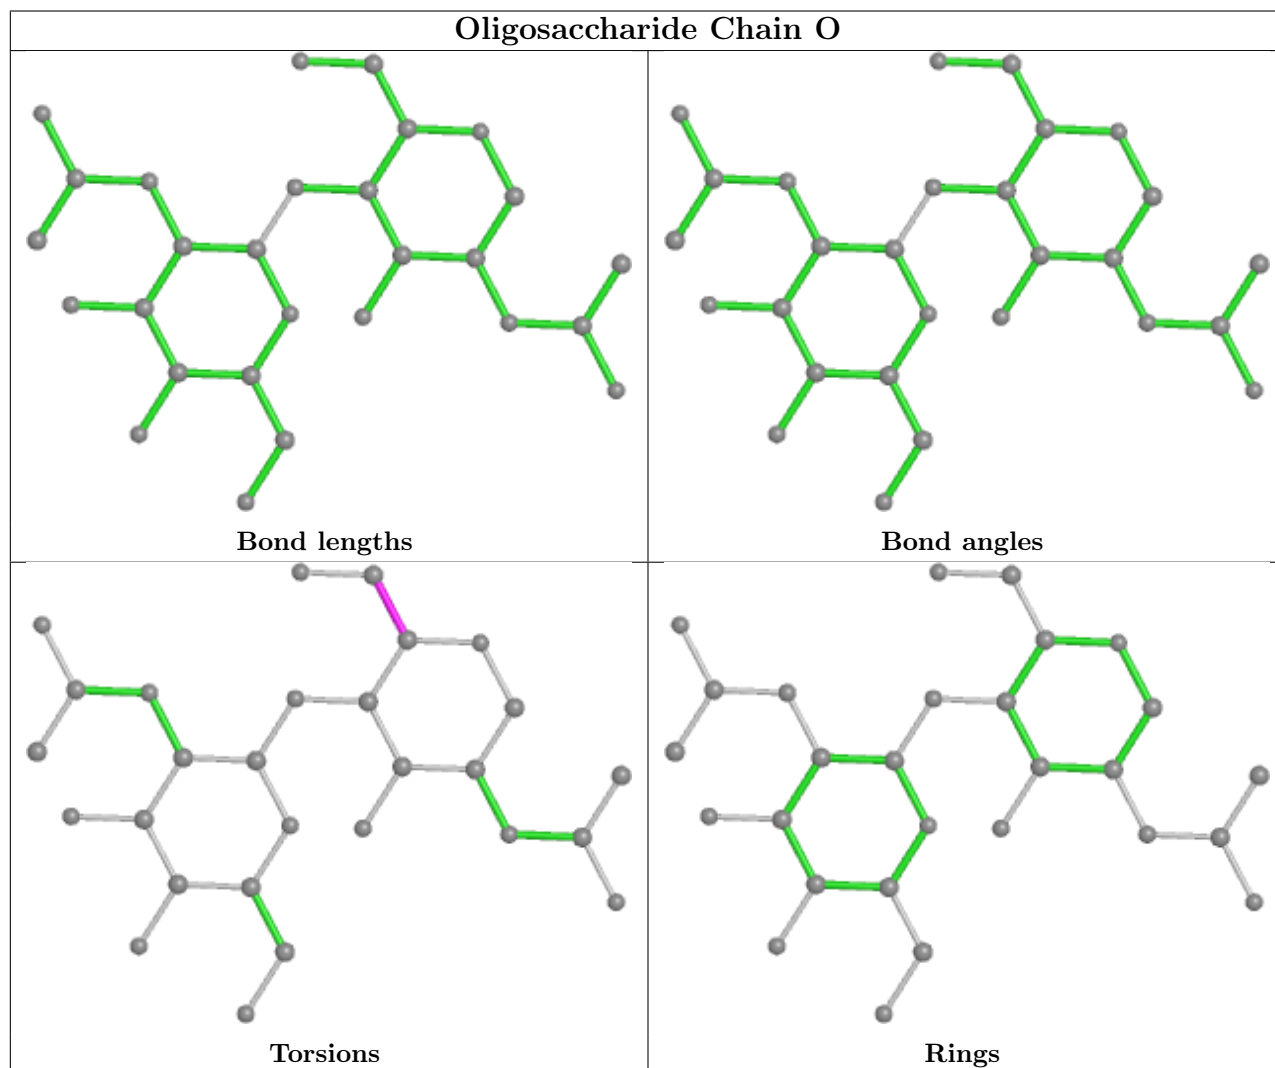 Oligosaccharide Chain O
Bond lengths
Bond angles
Torsions
Rings